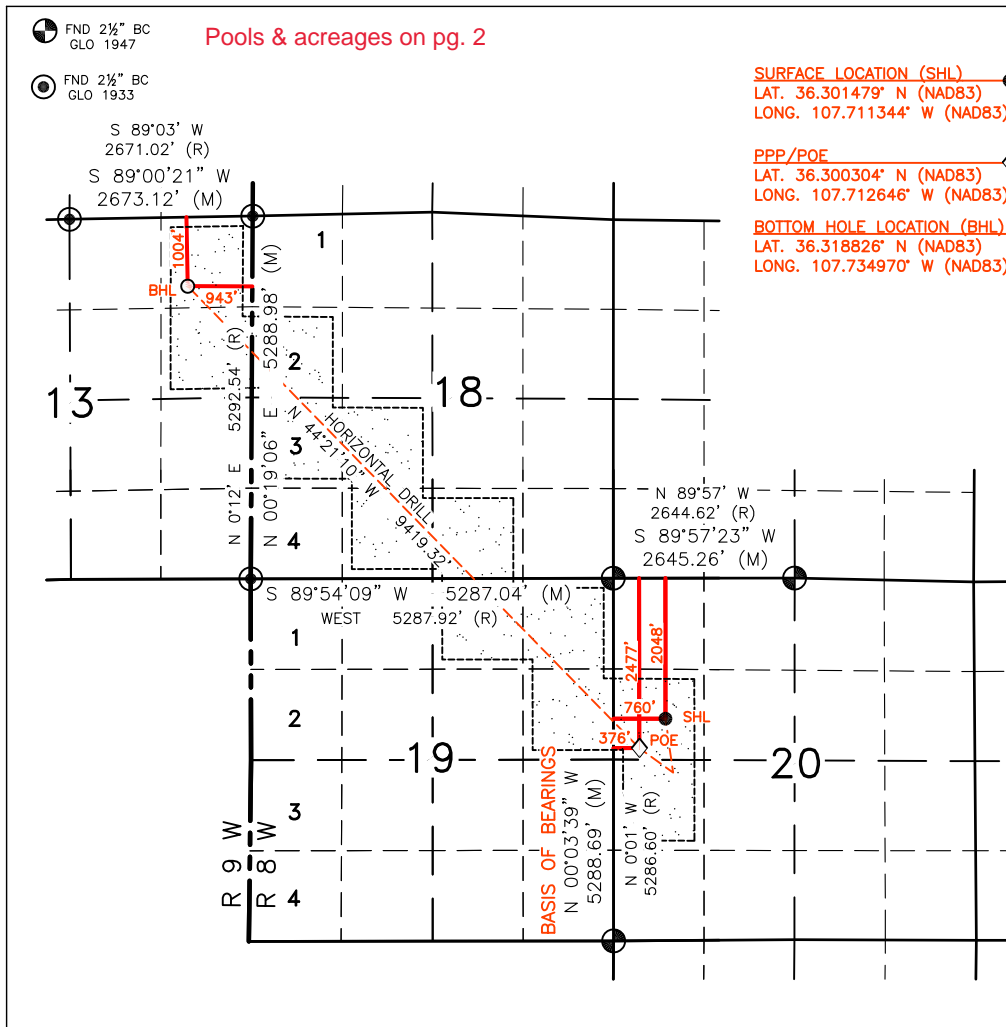 FND 2½" BC
GLO 1947
Pools & acreages on pg. 2
FND 2½" BC
GLO 1933
SURFACE LOCATION (SHL)
LAT. 36.301479° N (NAD83)
LONG. 107.711344° W (NAD83)
PPP/POE
LAT. 36.300304° N (NAD83)
LONG. 107.712646° W (NAD83)
BOTTOM HOLE LOCATION (BHL)
LAT. 36.318826° N (NAD83)
LONG. 107.734970° W (NAD83)
S 89°03' W
2671.02' (R)
S 89°00'21" W
2673.12' (M)
1
1004'
BHL
943'
N 0°12' E 5292.54' (R)
N 00°19'06" E 5288.98' (M)
2
13
18
3
4
HORIZONTAL DRILL
N 44°21'10" W 9419.32'
N 89°57' W
2644.62' (R)
S 89°57'23" W
2645.26' (M)
S 89°54'09" W 5287.04' (M)
WEST 5287.92' (R)
1
2477'
2048'
2
760'
SHL
376'
POE
19
20
3
BASIS OF BEARINGS
N 00°03'39" W
5288.69' (M)
N 0°01' W
5286.60' (R)
R 9 W
R 8 W
4